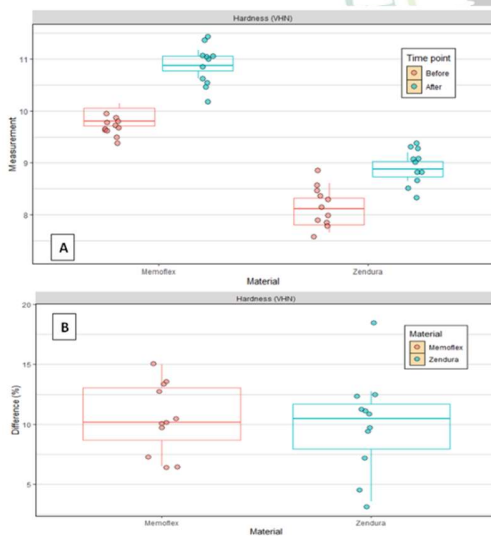 Hardness (VHN)
11
10
9
8
Measurement
Time point
Before
After
A
Memoflex
Zendura
Material
Hardness (VHN)
20
15
10
5
Difference (%)
B
Material
Memoflex
Zendura
Memoflex
Zendura
Material